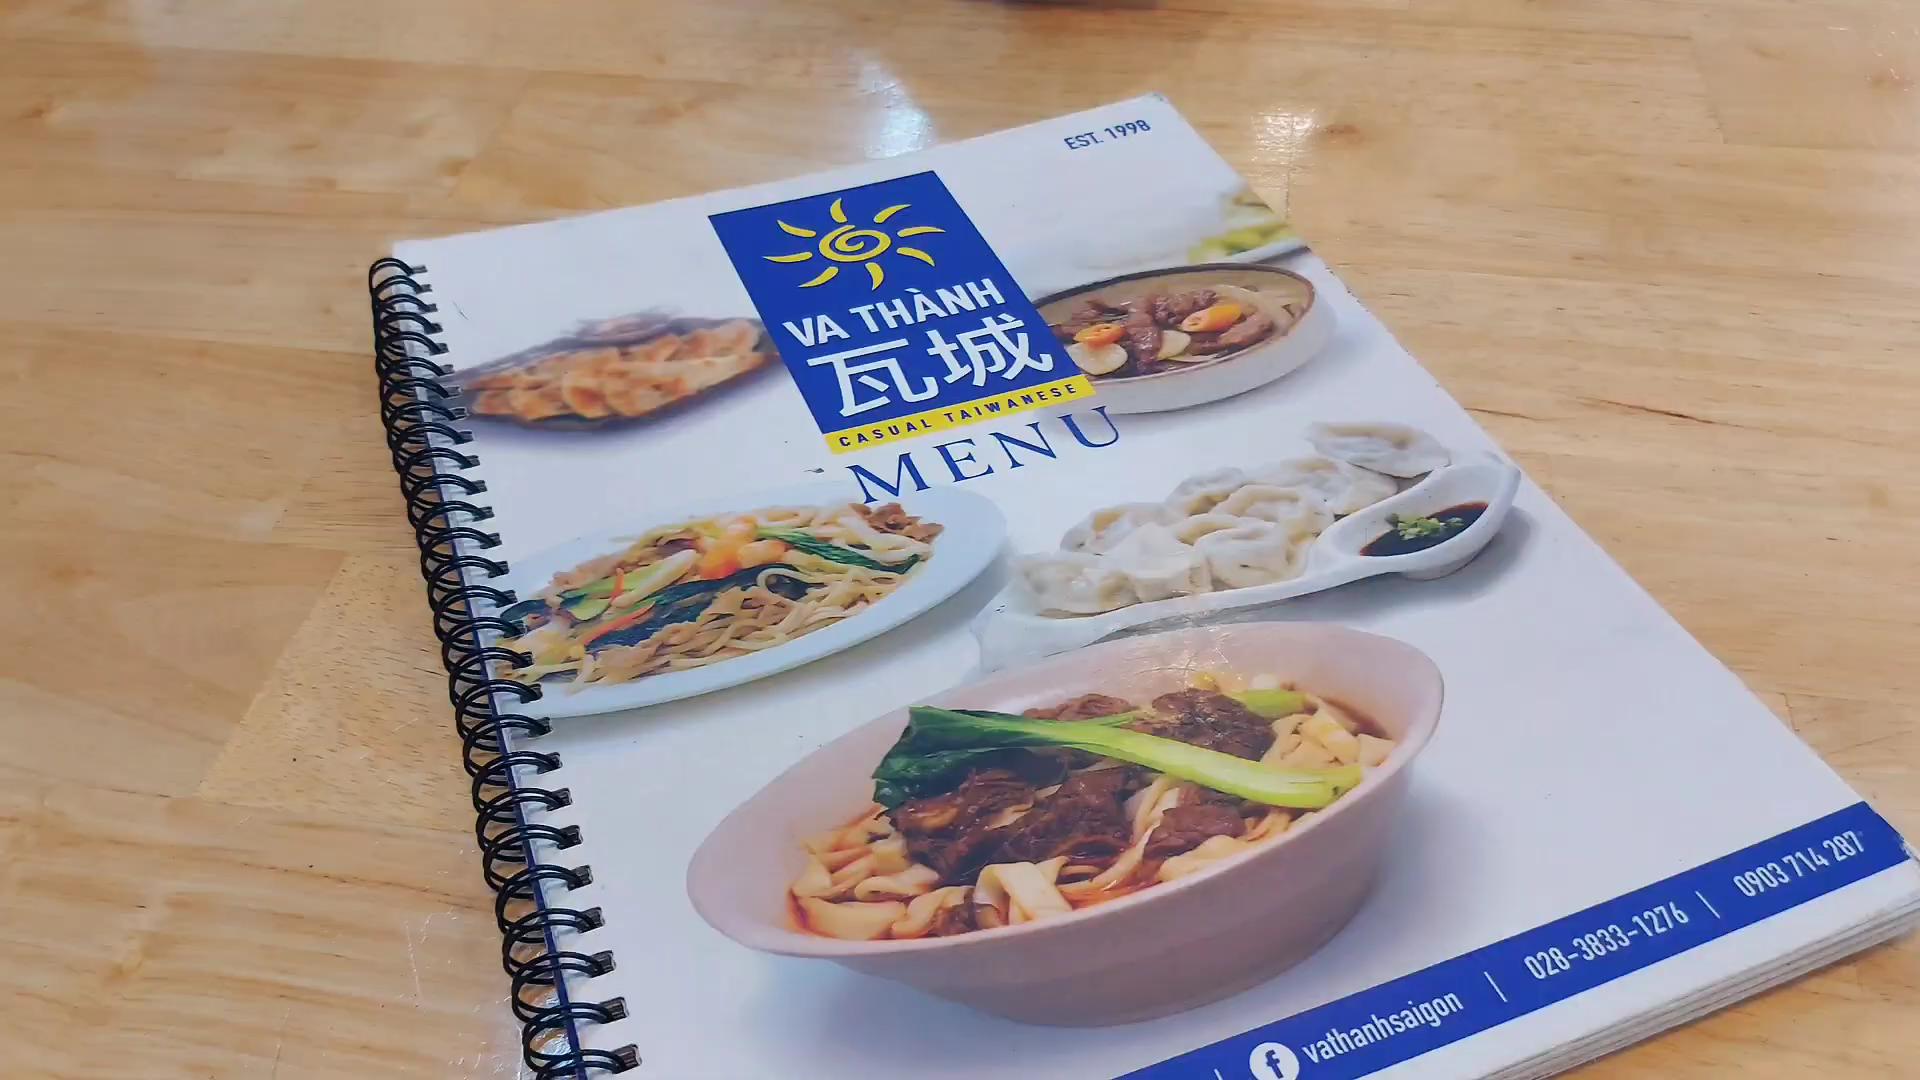 EST. 1998
VA THÀNH
瓦城
CASUAL TAIWANESE
MENU
vathanhsaigon | 028-3833-1276 | 0903 714 287